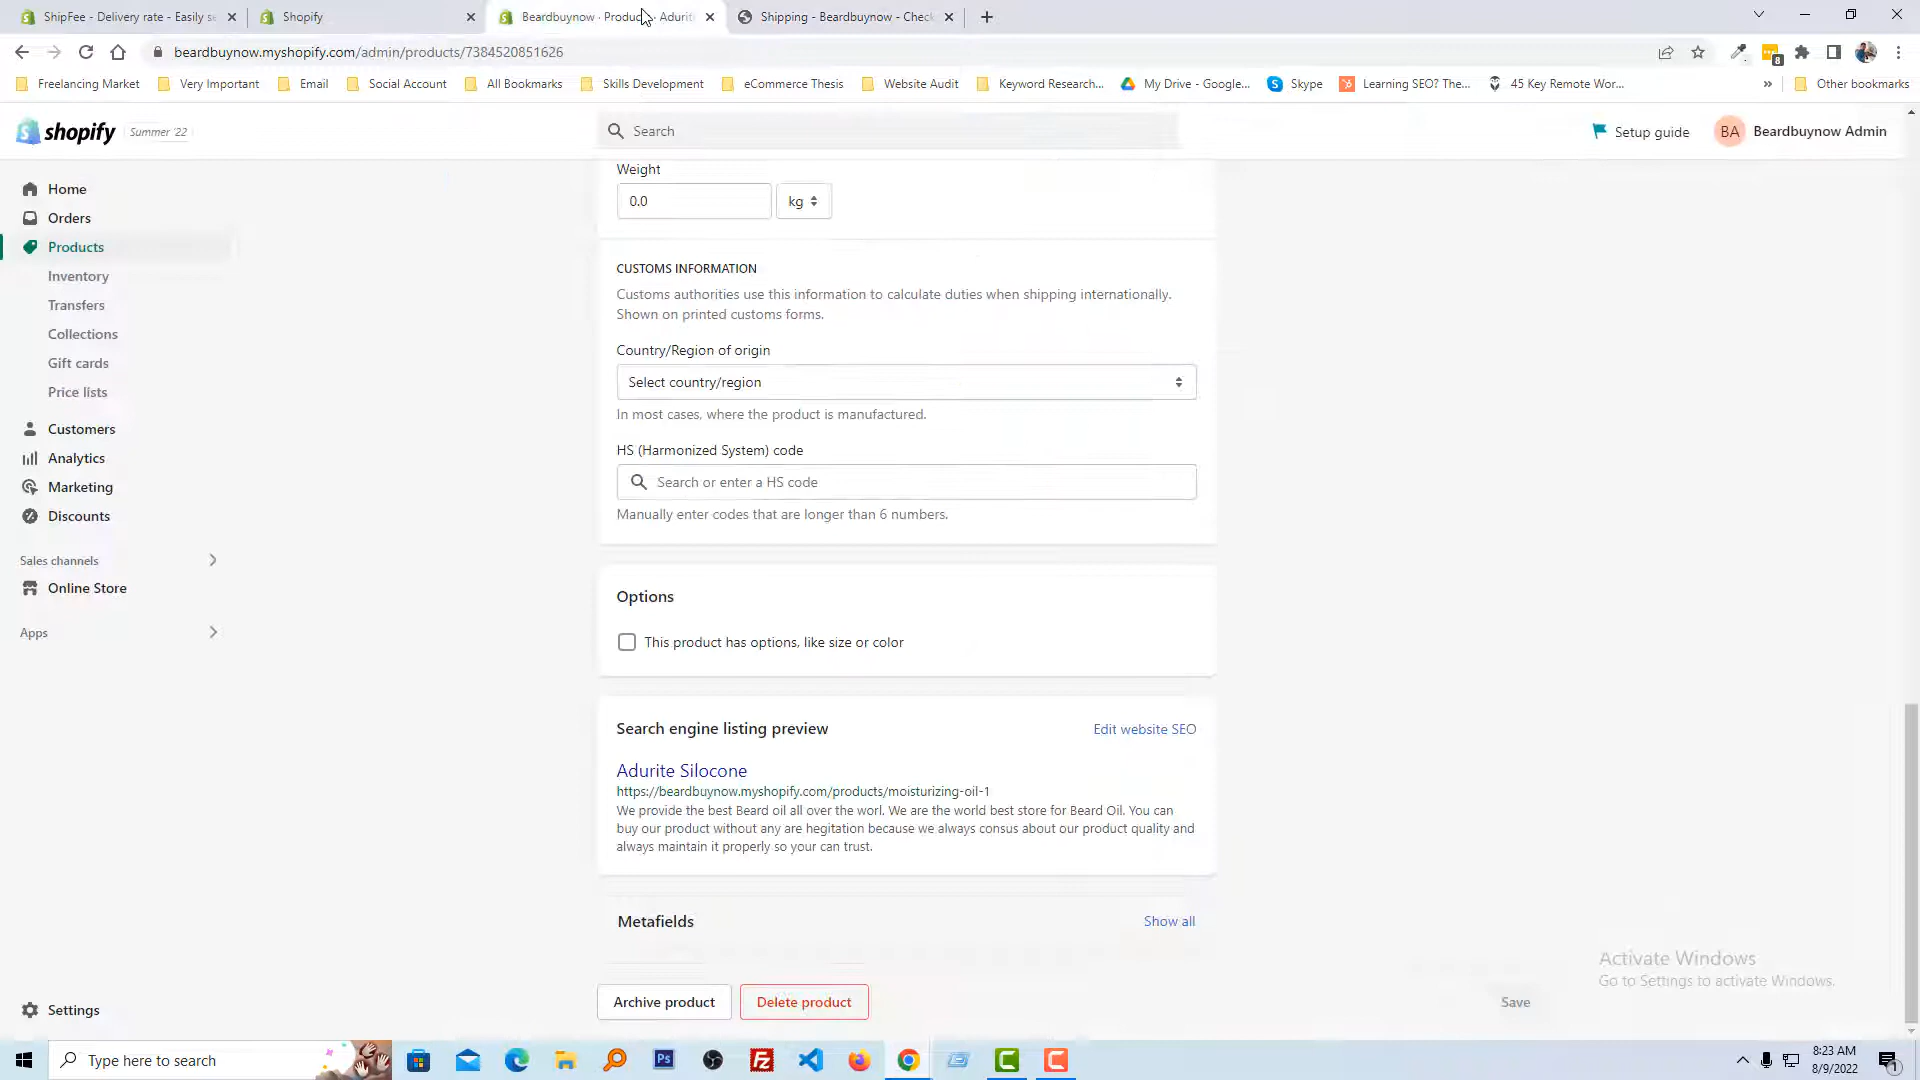 ShipFee - Delivery rate - Easily se
Shopify
Beardbuynow · Produc · Adurit
Shipping - Beardbuynow - Check
beardbuynow.myshopify.com/admin/products/7384520851626
Freelancing Market
Very Important
Email
Social Account
All Bookmarks
Skills Development
eCommerce Thesis
Website Audit
Keyword Research...
My Drive - Google...
Skype
Learning SEO? The...
45 Key Remote Wor...
»
Other bookmarks
8
shopify
Summer '22
Search
Setup guide
BA
Beardbuynow Admin
Home
Orders
Products
Inventory
Transfers
Collections
Gift cards
Price lists
Customers
Analytics
Marketing
Discounts
Sales channels
Online Store
Apps
Settings
Weight
0.0
kg
CUSTOMS INFORMATION
Customs authorities use this information to calculate duties when shipping internationally.
Shown on printed customs forms.
Country/Region of origin
Select country/region
In most cases, where the product is manufactured.
HS (Harmonized System) code
Search or enter a HS code
Manually enter codes that are longer than 6 numbers.
Options
This product has options, like size or color
Search engine listing preview
Edit website SEO
Adurite Silocone
https://beardbuynow.myshopify.com/products/moisturizing-oil-1
We provide the best Beard oil all over the worl. We are the world best store for Beard Oil. You can
buy our product without any are hegitation because we always consus about our product quality and
always maintain it properly so your can trust.
Metafields
Show all
Archive product
Delete product
Save
Activate Windows
Go to Settings to activate Windows.
Type here to search
Ps
Fz
8:23 AM
8/9/2022
1